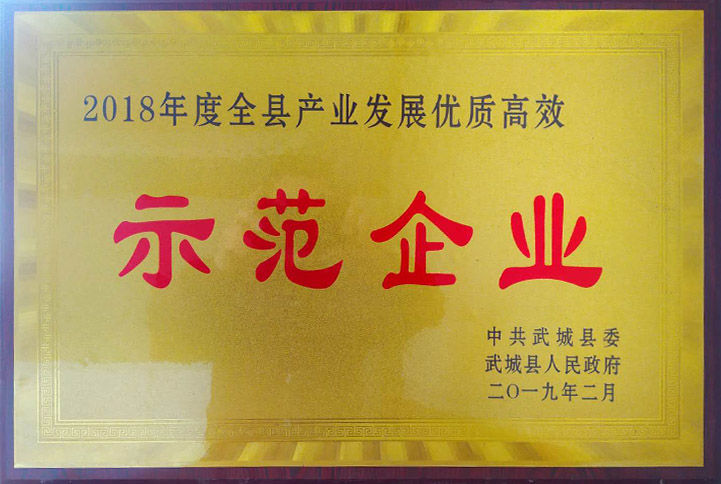 2018年度全县产业发展优质高效
示范企业
中共武城县委
武城县人民政府
二〇一九年二月